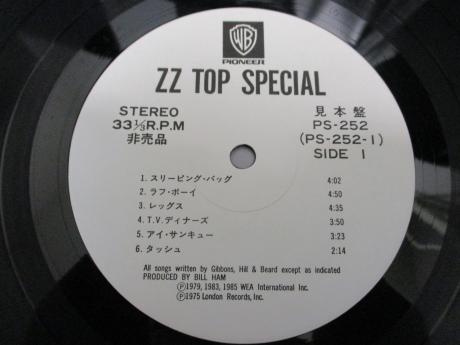 WB
PIONEER
ZZ TOP SPECIAL
STEREO
33⅓R.P.M
非売品
見本盤
PS-252
(PS-252-1)
SIDE 1
1. スリーピング・バッグ 4:02
2. ラフ・ボーイ 4:50
3. レッグス 4:35
4. T.V.ディナーズ 3:50
5. アイ・サンキュー 3:23
6. タッシュ 2:14
All songs written by Gibbons, Hill & Beard except as indicated
PRODUCED BY BILL HAM
Ⓟ1979, 1983, 1985 WEA International Inc.
Ⓟ1975 London Records, Inc.